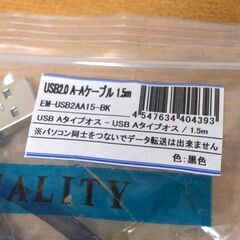 USB2.0 A-Aケーブル 1.5m
EM-USB2AA15-BK
4 547634 404393
USB Aタイプオス - USB Aタイプオス / 1.5m
※パソコン同士をつないでデータ転送は出来ません
色：黒色
UALITY